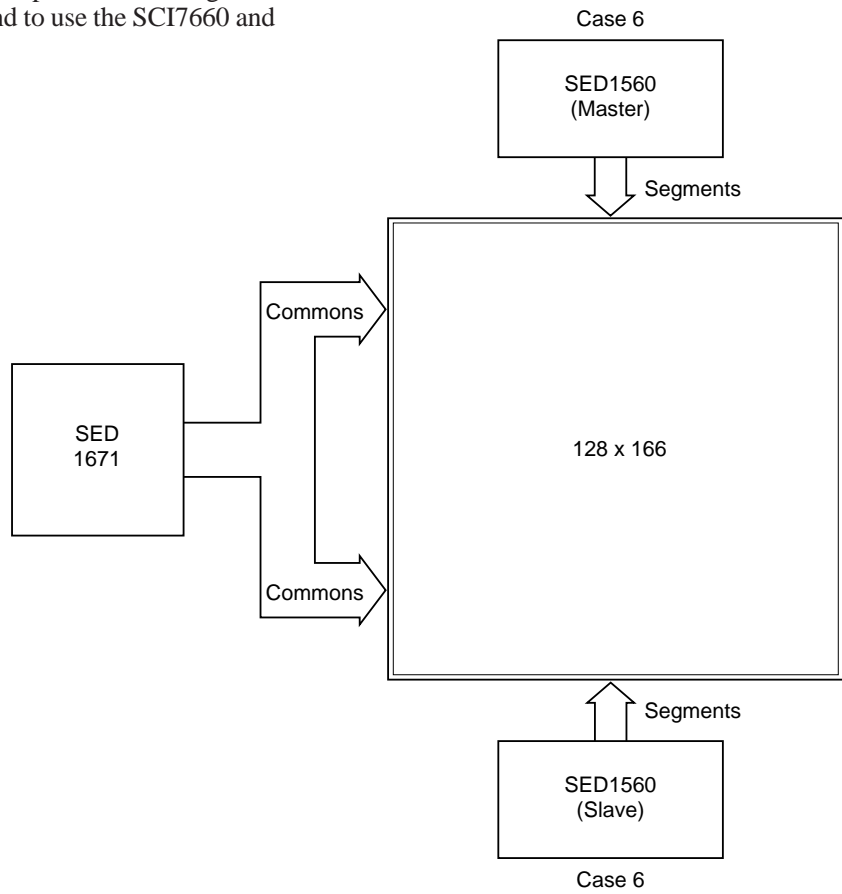 nd to use the SCI7660 and
Case 6
SED1560
(Master)
Segments
Commons
SED
1671
128 x 166
Commons
Segments
SED1560
(Slave)
Case 6